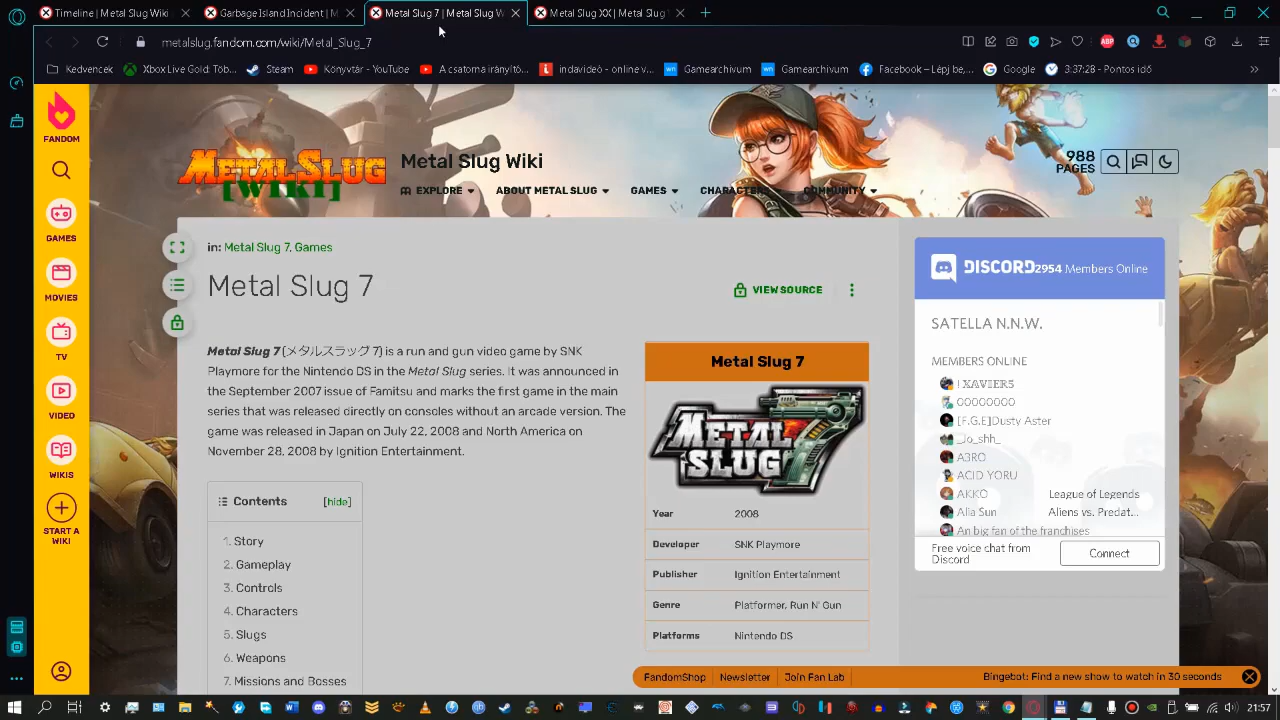 Timeline | Metal Slug Wiki
Garbages Ind | M
Metal Slug 7 | Metal Slug W
Metal Slug XX | Metal Slug
metalslug.fandom.com/wiki/Metal_Slug_7
Kedvencek
Xbox Live Gold: Töb...
Steam
Könyvtár - YouTube
A csatorna irányító...
indavideó - online v...
Gamearchivum
Gamearchivum
Facebook – Lépj be,...
Google
3:37:28 - Pontos idő
FANDOM
GAMES
MOVIES
TV
VIDEO
WIKIS
START A
WIKI
METAL SLUG
[WIKI]
Metal Slug Wiki
EXPLORE
ABOUT METAL SLUG
GAMES
CHARACTERS
COMMUNITY
988
PAGES
in: Metal Slug 7, Games
Metal Slug 7
VIEW SOURCE
Metal Slug 7 (メタルスラッグ 7) is a run and gun video game by SNK
Playmore for the Nintendo DS in the Metal Slug series. It was announced in
the September 2007 issue of Famitsu and marks the first game in the main
series that was released directly on consoles without an arcade version. The
game was released in Japan on July 22, 2008 and North America on
November 28, 2008 by Ignition Entertainment.
Contents [hide]
1. Story
2. Gameplay
3. Controls
4. Characters
5. Slugs
6. Weapons
7. Missions and Bosses
Metal Slug 7
METAL SLUG 7
Year 2008
Developer SNK Playmore
Publisher Ignition Entertainment
Genre Platformer, Run N' Gun
Platforms Nintendo DS
DISCORD 2954 Members Online
SATELLA N.N.W.
MEMBERS ONLINE
! XAVIERS
00000000
[F.G.E]Dusty Aster
_Jo_shh_
A3RO
ACID YORU
AKKO League of Legends
Alia Sun Aliens vs. Predat...
An big fan of the franchises
Free voice chat from
Discord
Connect
FandomShop
Newsletter
Join Fan Lab
Bingebot: Find a new show to watch in 30 seconds
21:57